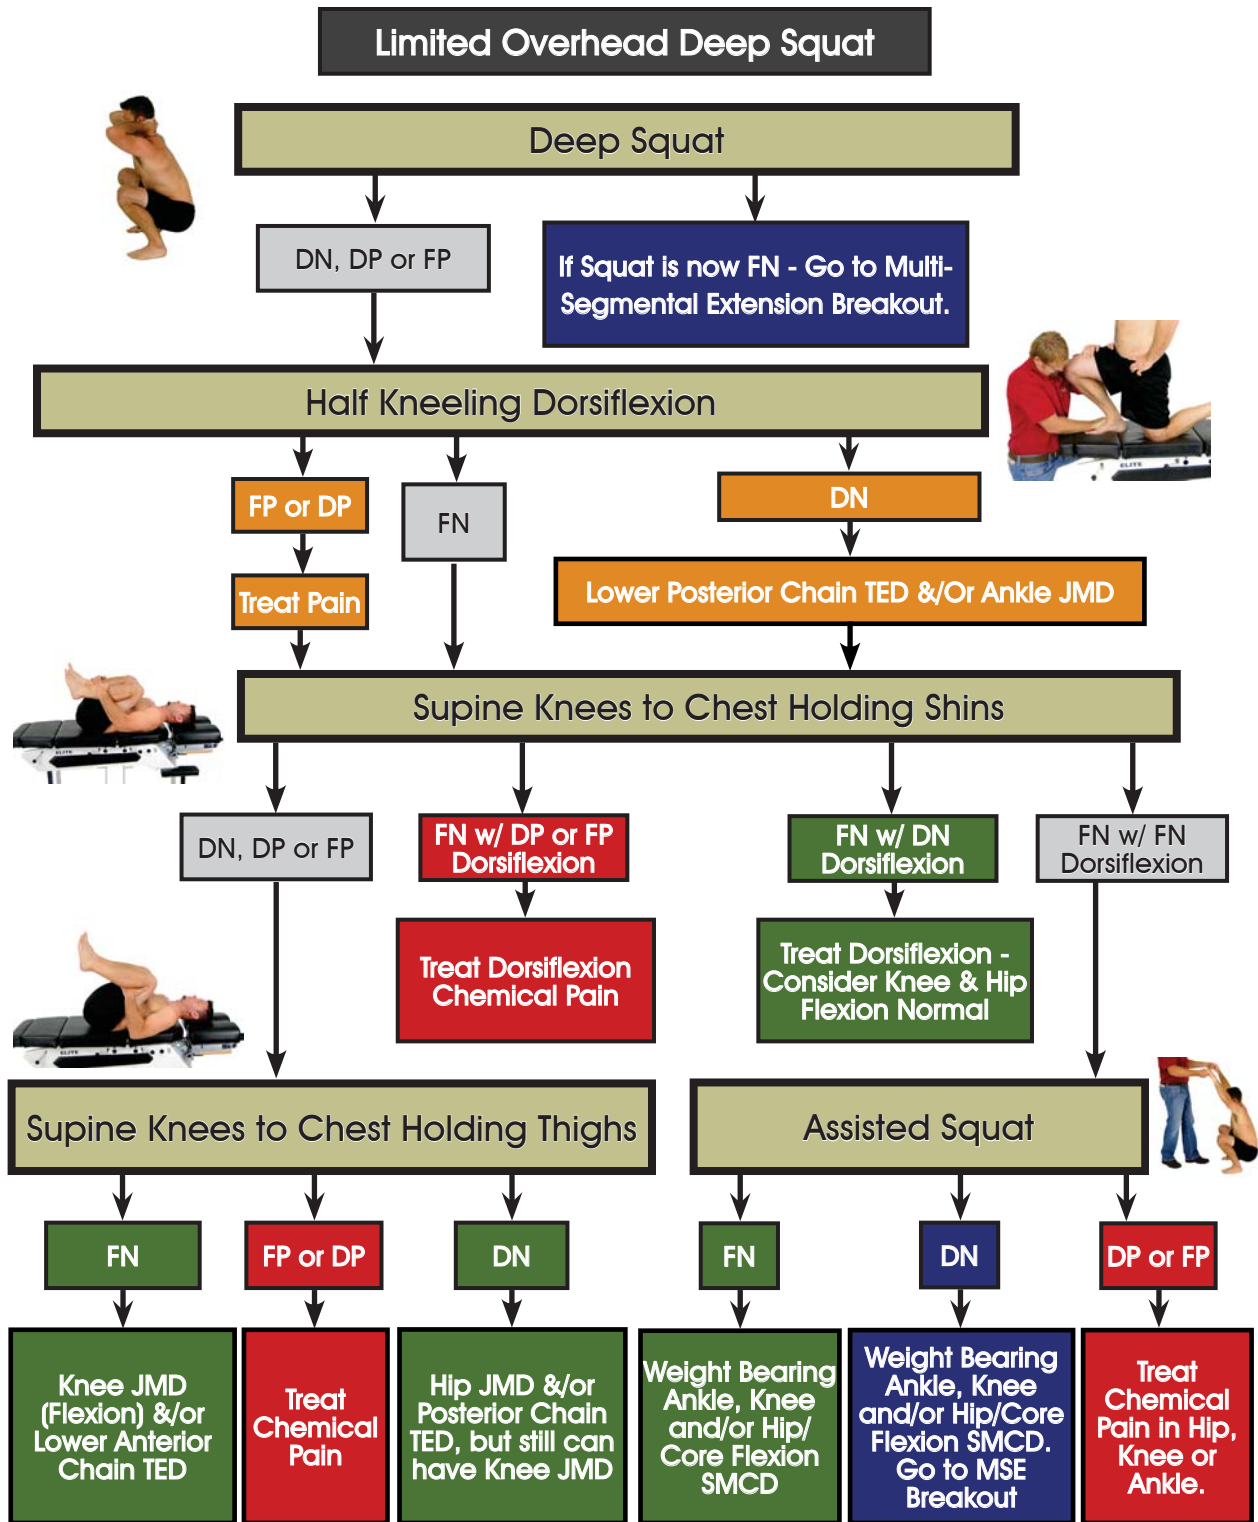 Limited Overhead Deep Squat
Deep Squat
DN, DP or FP
If Squat is now FN - Go to Multi-
Segmental Extension Breakout.
Half Kneeling Dorsiflexion
FP or DP
FN
DN
ELITE
Treat Pain
Lower Posterior Chain TED &/Or Ankle JMD
Supine Knees to Chest Holding Shins
ELITE
DN, DP or FP
FN w/ DP or FP
Dorsiflexion
FN w/ DN
Dorsiflexion
FN w/ FN
Dorsiflexion
Treat Dorsiflexion
Chemical Pain
Treat Dorsiflexion -
Consider Knee & Hip
Flexion Normal
ELITE
Supine Knees to Chest Holding Thighs
Assisted Squat
FN
FP or DP
DN
FN
DN
DP or FP
Knee JMD
(Flexion) &/or
Lower Anterior
Chain TED
Treat
Chemical
Pain
Hip JMD &/or
Posterior Chain
TED, but still can
have Knee JMD
Weight Bearing
Ankle, Knee
and/or Hip/
Core Flexion
SMCD
Weight Bearing
Ankle, Knee
and/or Hip/Core
Flexion SMCD.
Go to MSE
Breakout
Treat
Chemical
Pain in Hip,
Knee or
Ankle.